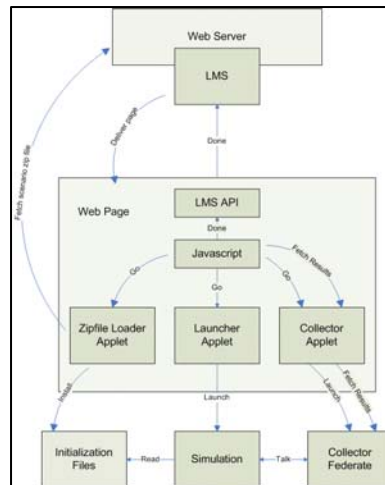 Web Server
LMS
Deliver page
Done
Fetch scenario zip file
Web Page
LMS API
Done
Javascript
Fetch Results
Go
Go
Go
Zipfile Loader
Applet
Launcher
Applet
Collector
Applet
Install
Launch
Launch
Fetch Results
Initialization
Files
Read
Simulation
Talk
Collector
Federate